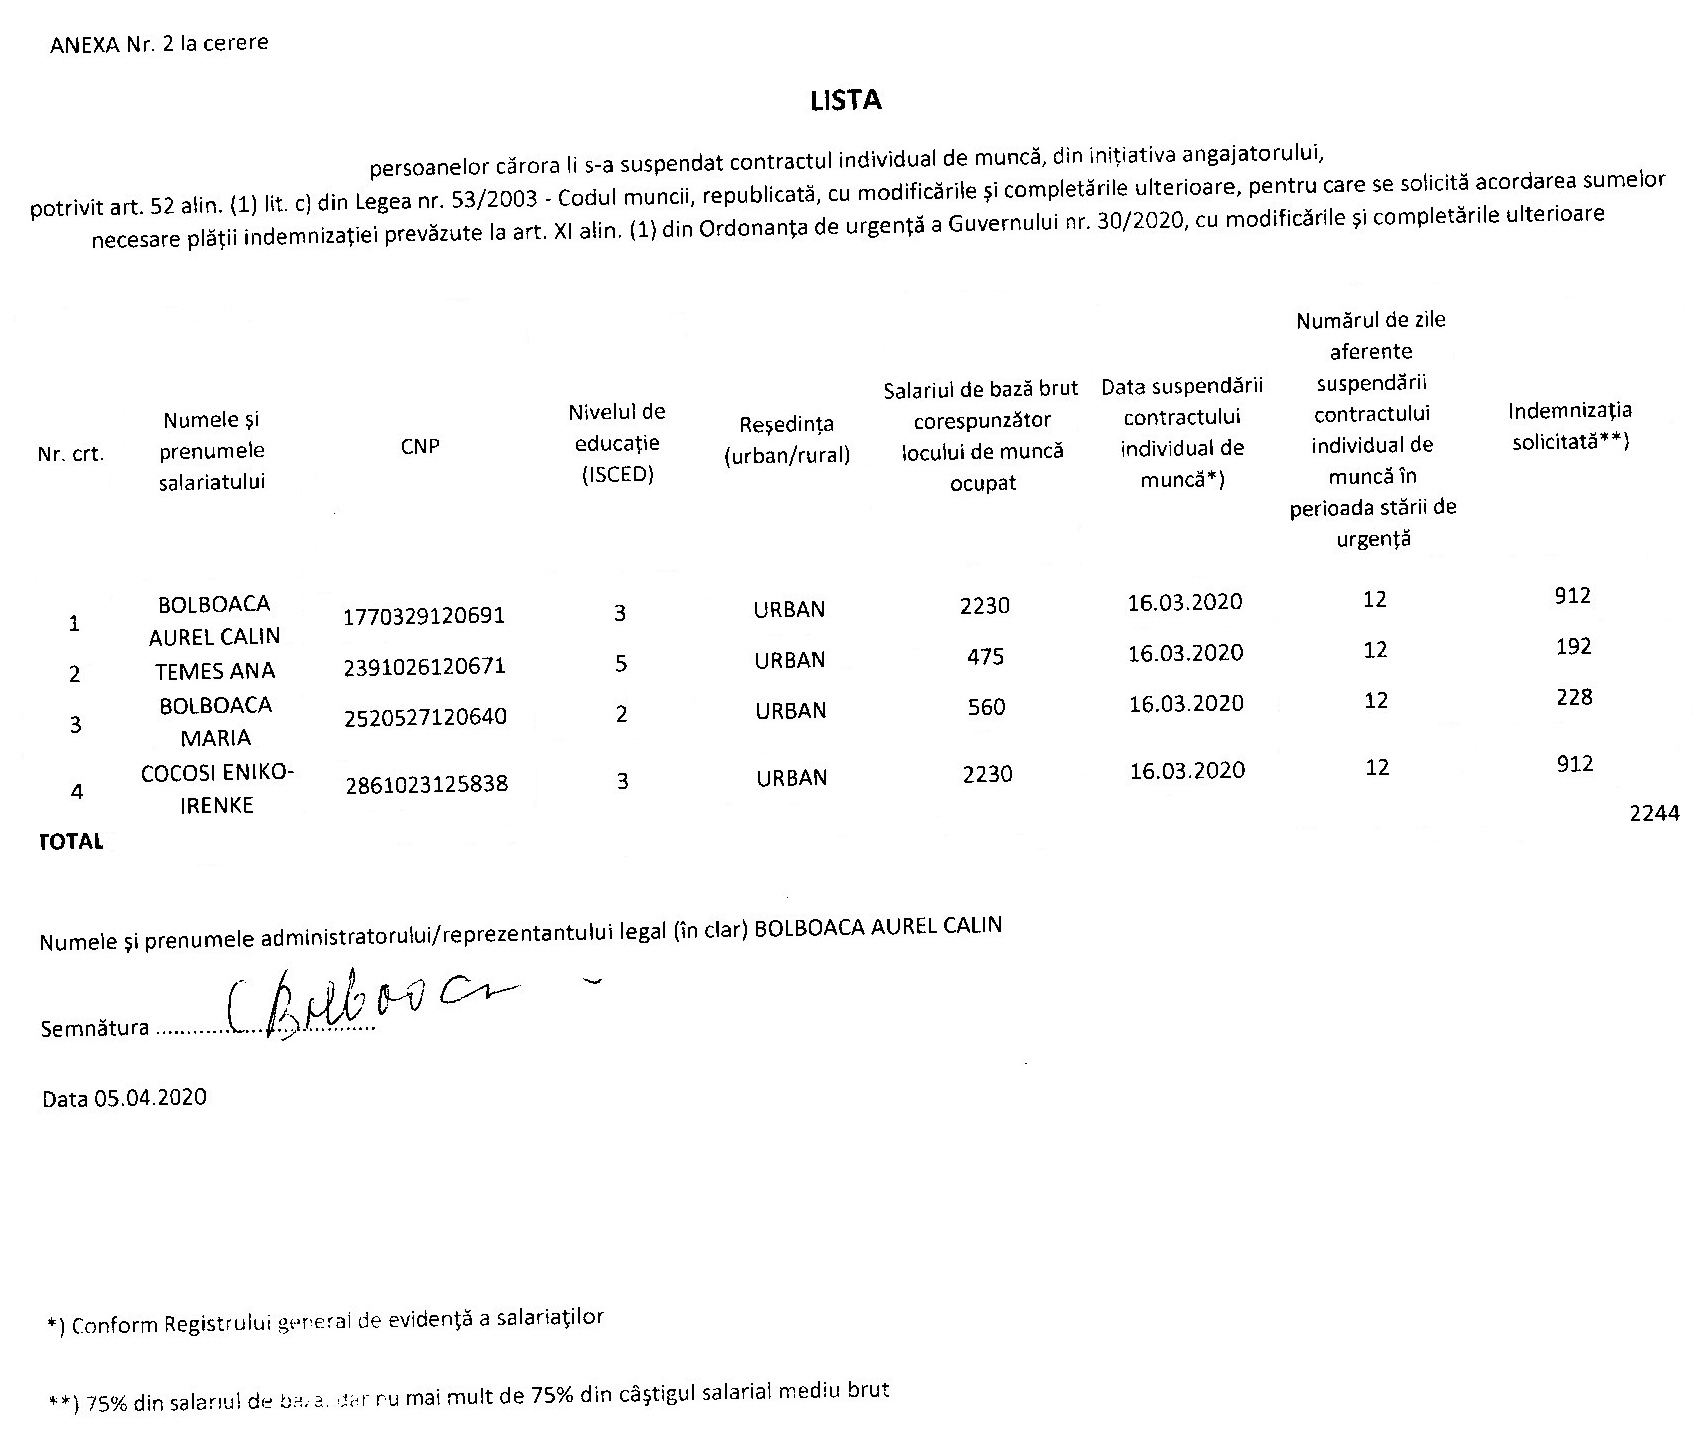 ANEXA Nr. 2 la cerere
LISTA
persoanelor cărora li s-a suspendat contractul individual de muncă, din inițiativa angajatorului,
potrivit art. 52 alin. (1) lit. c) din Legea nr. 53/2003 - Codul muncii, republicată, cu modificările și completările ulterioare, pentru care se solicită acordarea sumelor
necesare plății indemnizației prevăzute la art. XI alin. (1) din Ordonanța de urgență a Guvernului nr. 30/2020, cu modificările și completările ulterioare
Nr. crt.
Numele și
prenumele
salariatului
CNP
Nivelul de
educație
(ISCED)
Reședința
(urban/rural)
Salariul de bază brut
corespunzător
locului de muncă
ocupat
Data suspendării
contractului
individual de
muncă*)
Numărul de zile
aferente
suspendării
contractului
individual de
muncă în
perioada stării de
urgență
Indemnizația
solicitată**)
1 BOLBOACA AUREL CALIN 1770329120691 3 URBAN 2230 16.03.2020 12 912
2 TEMES ANA 2391026120671 5 URBAN 475 16.03.2020 12 192
3 BOLBOACA MARIA 2520527120640 2 URBAN 560 16.03.2020 12 228
4 COCOSI ENIKO-IRENKE 2861023125838 3 URBAN 2230 16.03.2020 12 912
TOTAL 2244
Numele și prenumele administratorului/reprezentantului legal (în clar) BOLBOACA AUREL CALIN
Semnătura ................................... Bolboaca
Data 05.04.2020
*) Conform Registrului general de evidență a salariaților
**) 75% din salariul de baza, dar nu mai mult de 75% din câștigul salarial mediu brut